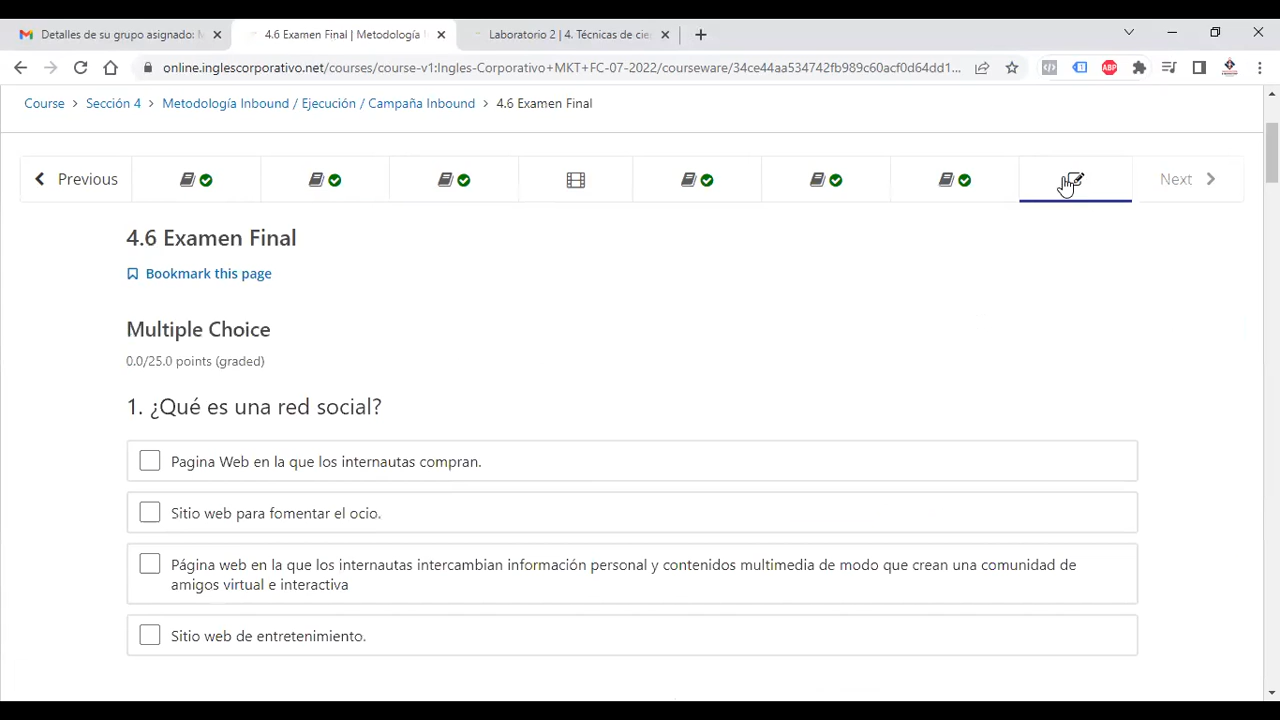 Detalles de su grupo asignado: M
4.6 Examen Final | Metodología I
Laboratorio 2 | 4. Técnicas de cie
online.inglescorporativo.net/courses/course-v1:Ingles-Corporativo+MKT+FC-07-2022/courseware/34ce44aa534742fb989c60acf0d64dd1...
ABP
Course > Sección 4 > Metodología Inbound / Ejecución / Campaña Inbound > 4.6 Examen Final
Previous
Next
4.6 Examen Final
Bookmark this page
Multiple Choice
0.0/25.0 points (graded)
1. ¿Qué es una red social?
Pagina Web en la que los internautas compran.
Sitio web para fomentar el ocio.
Página web en la que los internautas intercambian información personal y contenidos multimedia de modo que crean una comunidad de
amigos virtual e interactiva
Sitio web de entretenimiento.